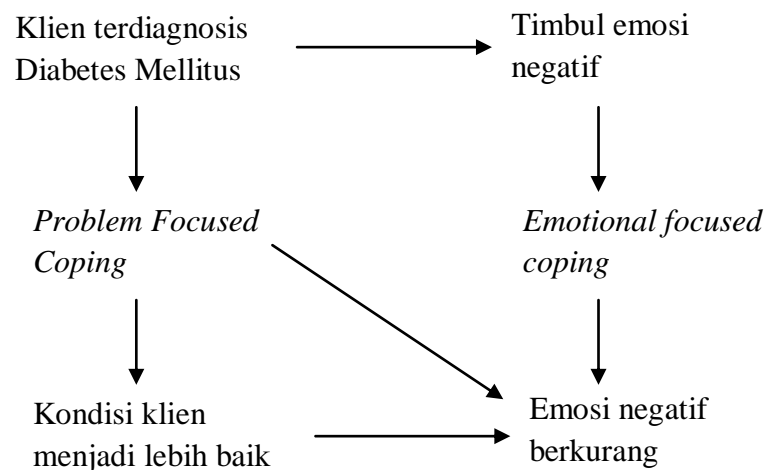 Klien terdiagnosis
Diabetes Mellitus
Timbul emosi
negatif
Problem Focused
Coping
Emotional focused
coping
Kondisi klien
menjadi lebih baik
Emosi negatif
berkurang